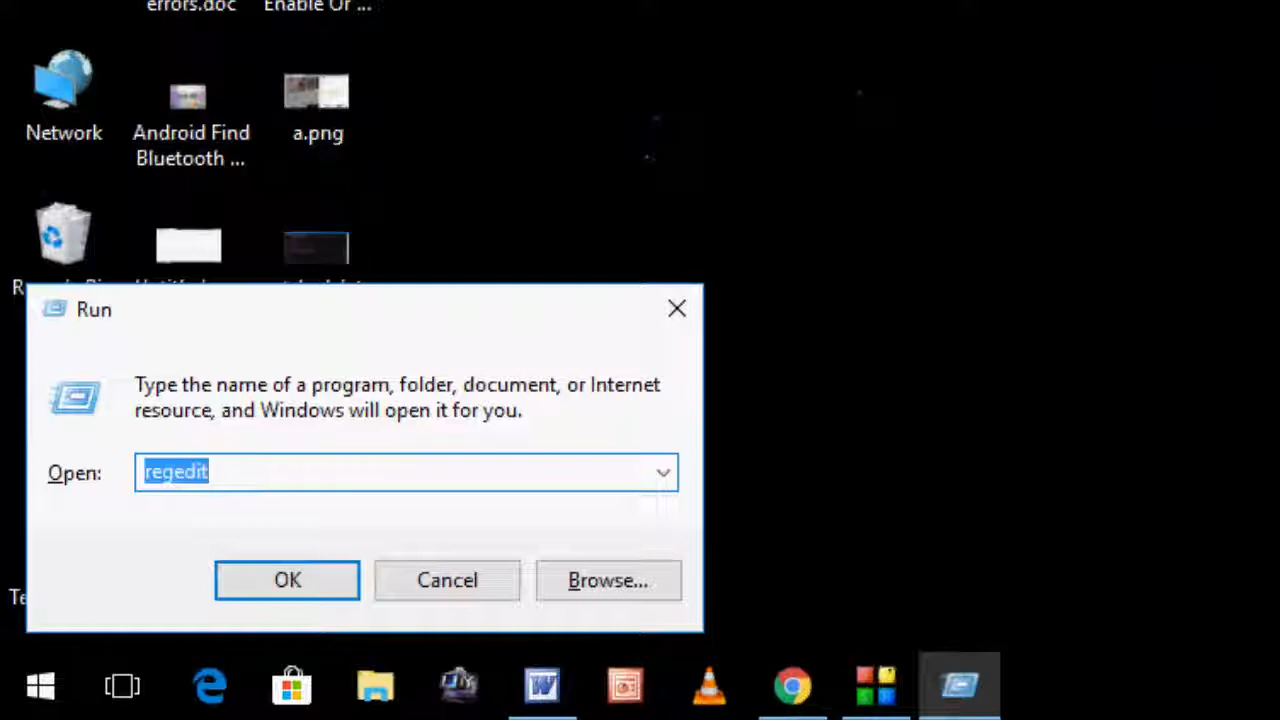 errors.doc
Enable Or ...
Network
Android Find
Bluetooth ...
a.png
Run
Type the name of a program, folder, document, or Internet
resource, and Windows will open it for you.
Open:
regedit
OK
Cancel
Browse...